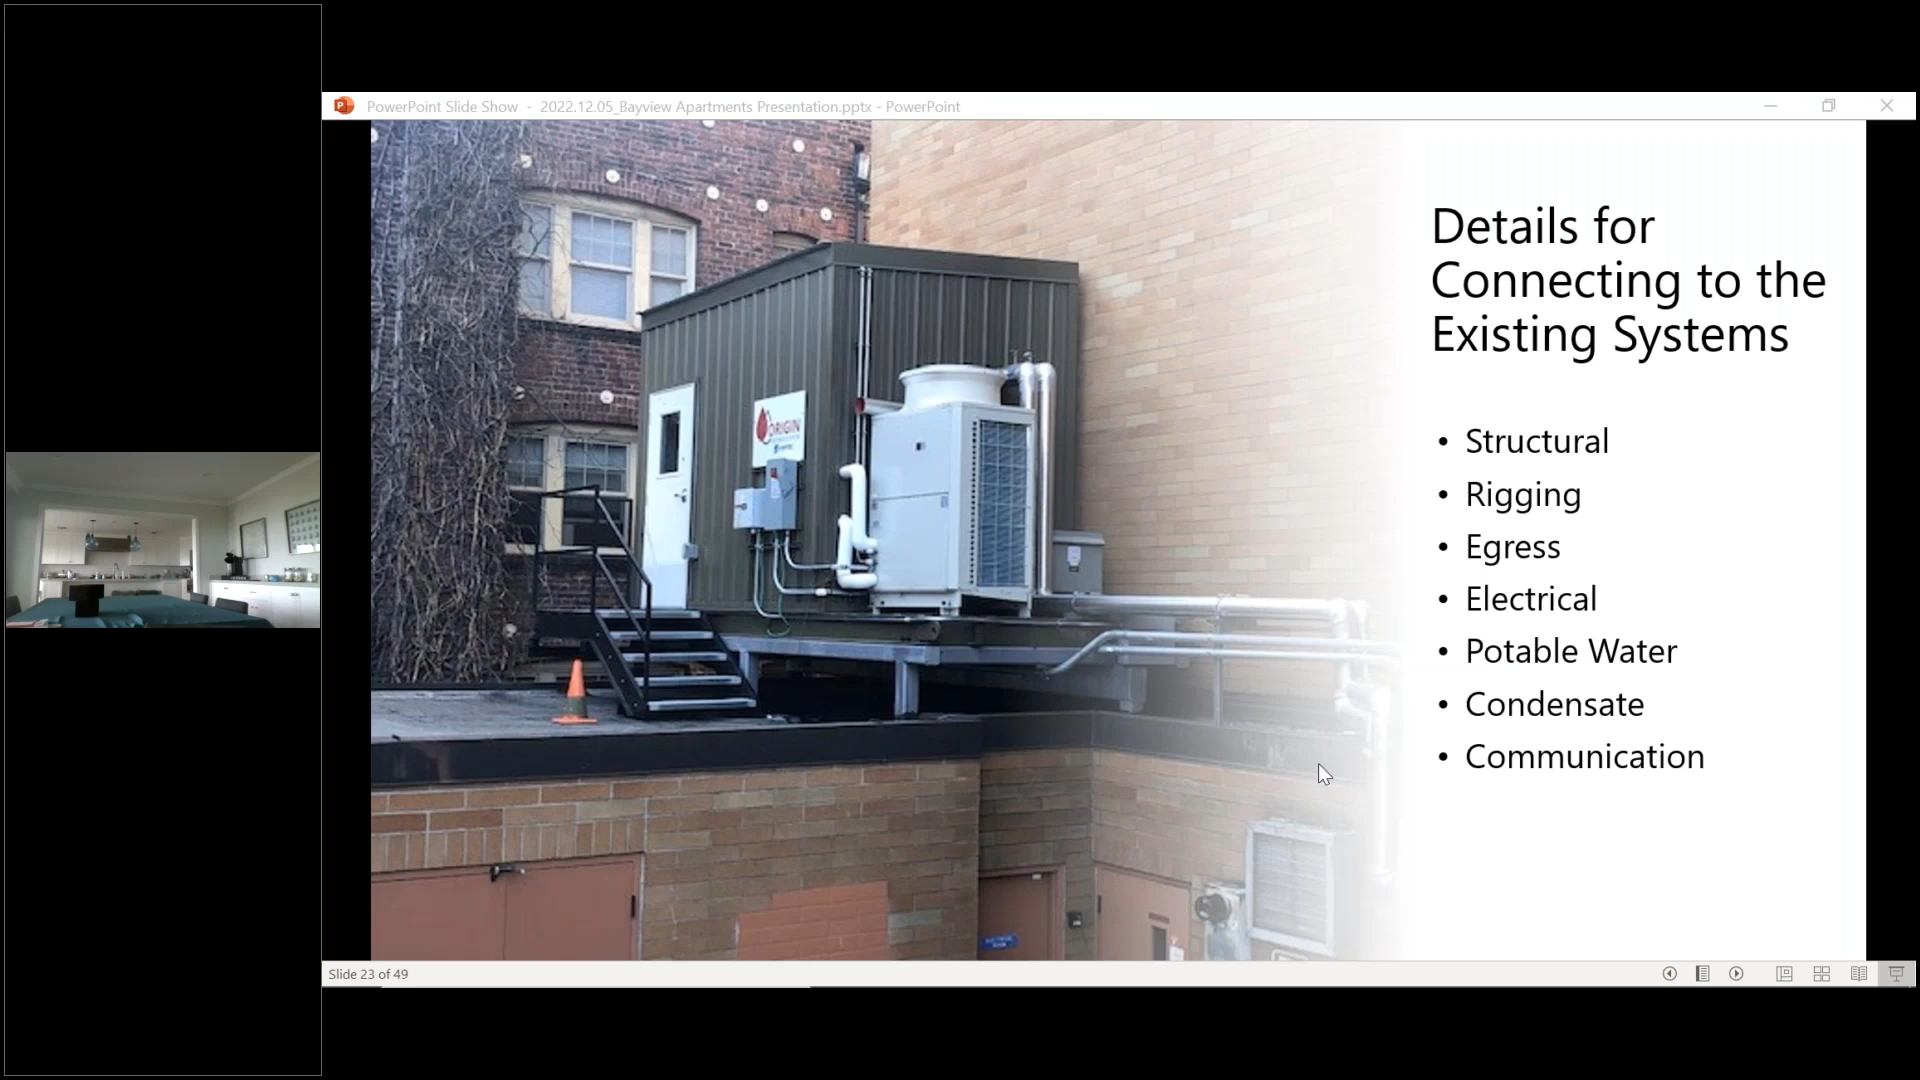 PowerPoint Slide Show - 2022.12.05_Bayview Apartments Presentation.pptx - PowerPoint
ORIGIN
Details for
Connecting to the
Existing Systems
• Structural
• Rigging
• Egress
• Electrical
• Potable Water
• Condensate
• Communication
Slide 23 of 49